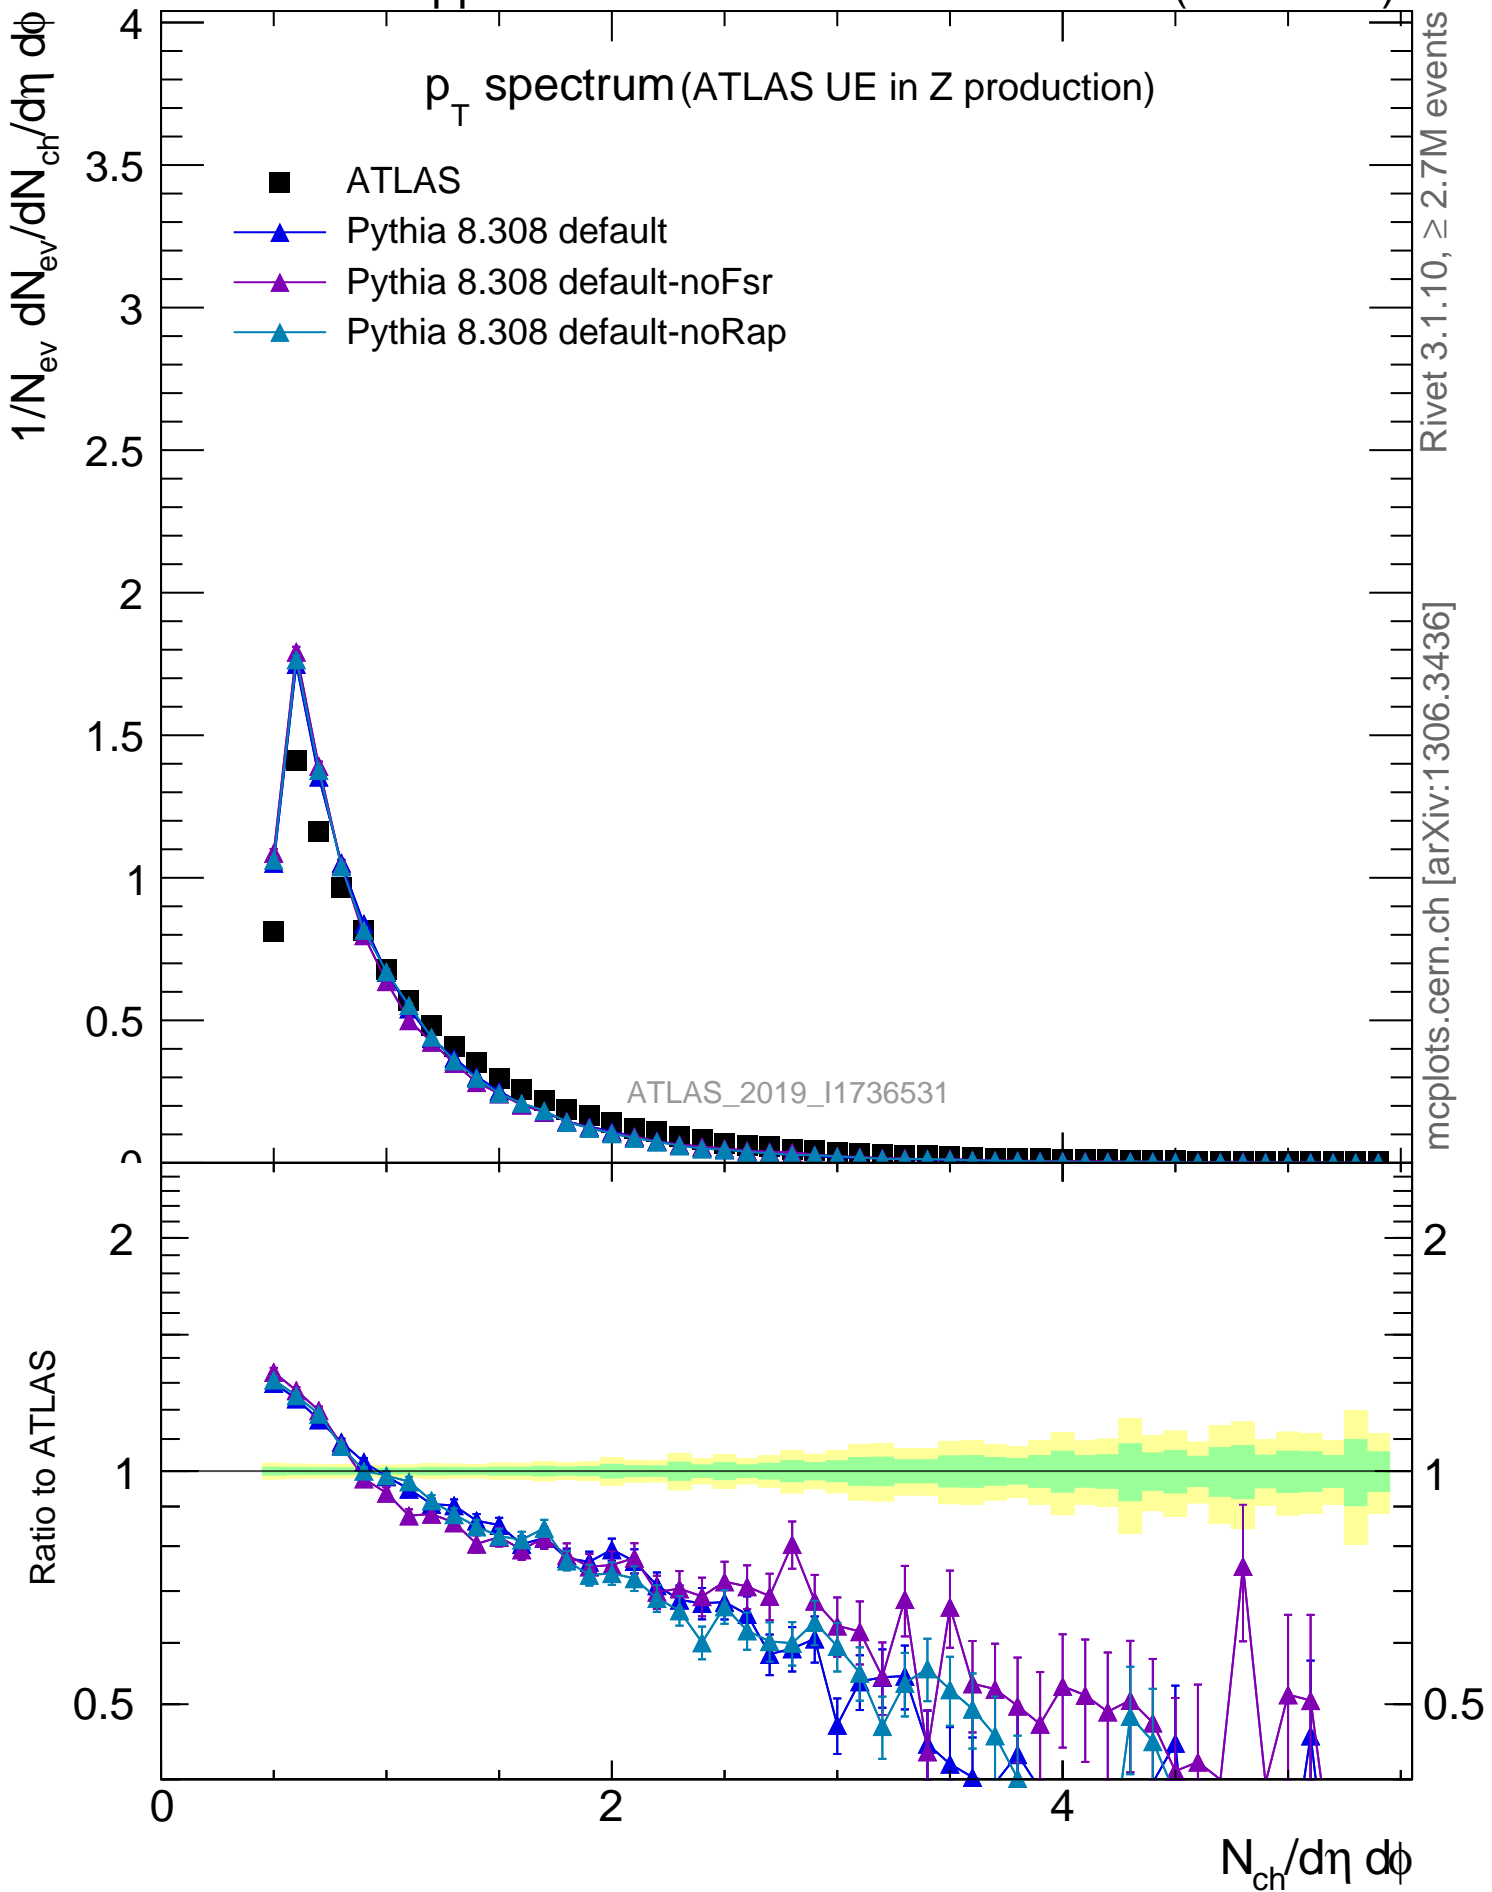 pp
p_T spectrum (ATLAS UE in Z production)
1/N_ev dN_ev/dN_ch/dη dϕ
ATLAS
Pythia 8.308 default
Pythia 8.308 default-noFsr
Pythia 8.308 default-noRap
4
3.5
3
2.5
2
1.5
1
0.5
0
ATLAS_2019_I1736531
Rivet 3.1.10, ≥ 2.7M events
mcplots.cern.ch [arXiv:1306.3436]
Ratio to ATLAS
2
1
0.5
2
1
0.5
0
2
4
N_ch/dη dϕ